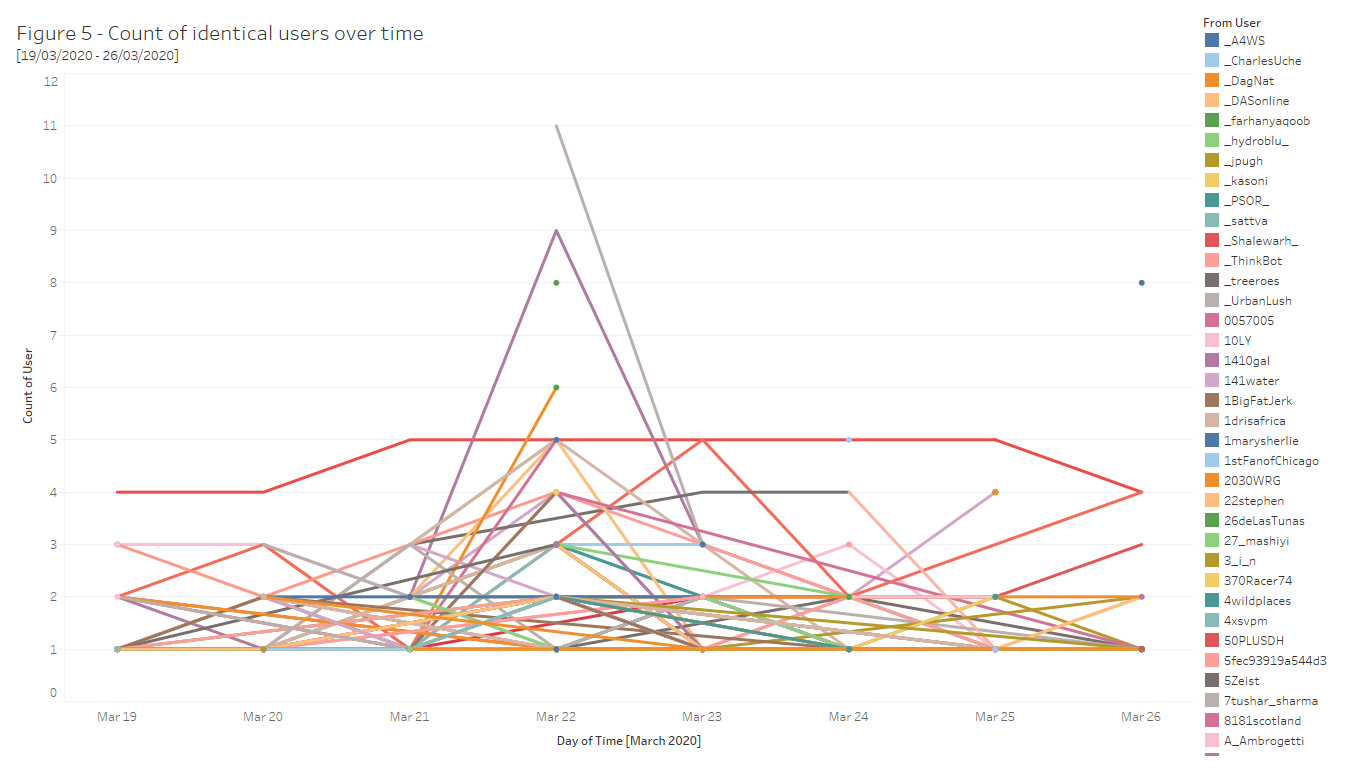 Figure 5 - Count of identical users over time
[19/03/2020 - 26/03/2020]
12
11
10
9
8
7
6
5
4
3
2
1
0
Count of User
Mar 19
Mar 20
Mar 21
Mar 22
Mar 23
Mar 24
Mar 25
Mar 26
Day of Time [March 2020]
From User
_A4WS
_CharlesUche
_DagNat
_DASonline
_farhanyaqoob
_hydroblu_
_jpugh
_kasoni
_PSOR_
_sattva
_Shalewarh_
_ThinkBot
_treeroes
_UrbanLush
0057005
10LY
1410gal
141water
1BigFatJerk
1drisafrica
1marysherlie
1stFanofChicago
2030WRG
22stephen
26deLasTunas
27_mashiyi
3_i_n
370Racer74
4wildplaces
4xsvpm
50PLUSDH
5fec93919a544d3
5Zeist
7tushar_sharma
8181scotland
A_Ambrogetti